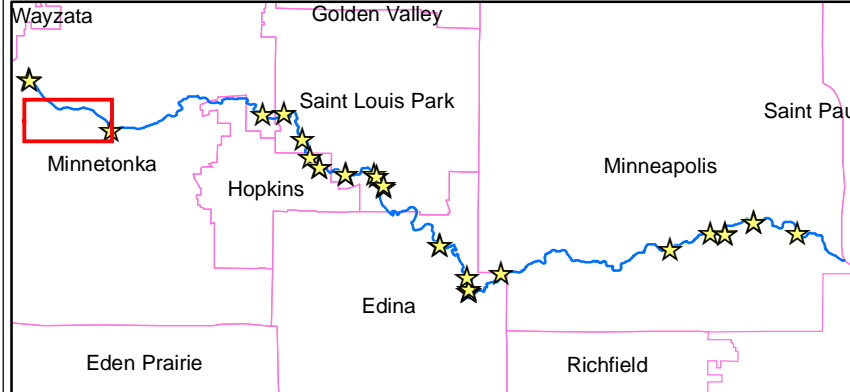 Wayzata
Golden Valley
Saint Louis Park
Saint Pau
Minnetonka
Minneapolis
Hopkins
Edina
Eden Prairie
Richfield